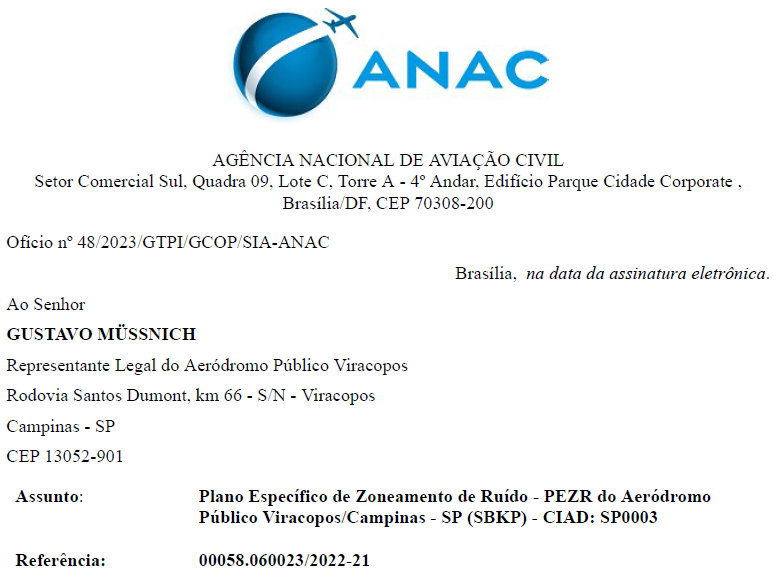 ANAC
AGÊNCIA NACIONAL DE AVIAÇÃO CIVIL
Setor Comercial Sul, Quadra 09, Lote C, Torre A - 4º Andar, Edifício Parque Cidade Corporate ,
Brasília/DF, CEP 70308-200
Ofício nº 48/2023/GTPI/GCOP/SIA-ANAC
Brasília, na data da assinatura eletrônica.
Ao Senhor
GUSTAVO MÜSSNICH
Representante Legal do Aeródromo Público Viracopos
Rodovia Santos Dumont, km 66 - S/N - Viracopos
Campinas - SP
CEP 13052-901
Assunto: Plano Específico de Zoneamento de Ruído - PEZR do Aeródromo
Público Viracopos/Campinas - SP (SBKP) - CIAD: SP0003
Referência: 00058.060023/2022-21